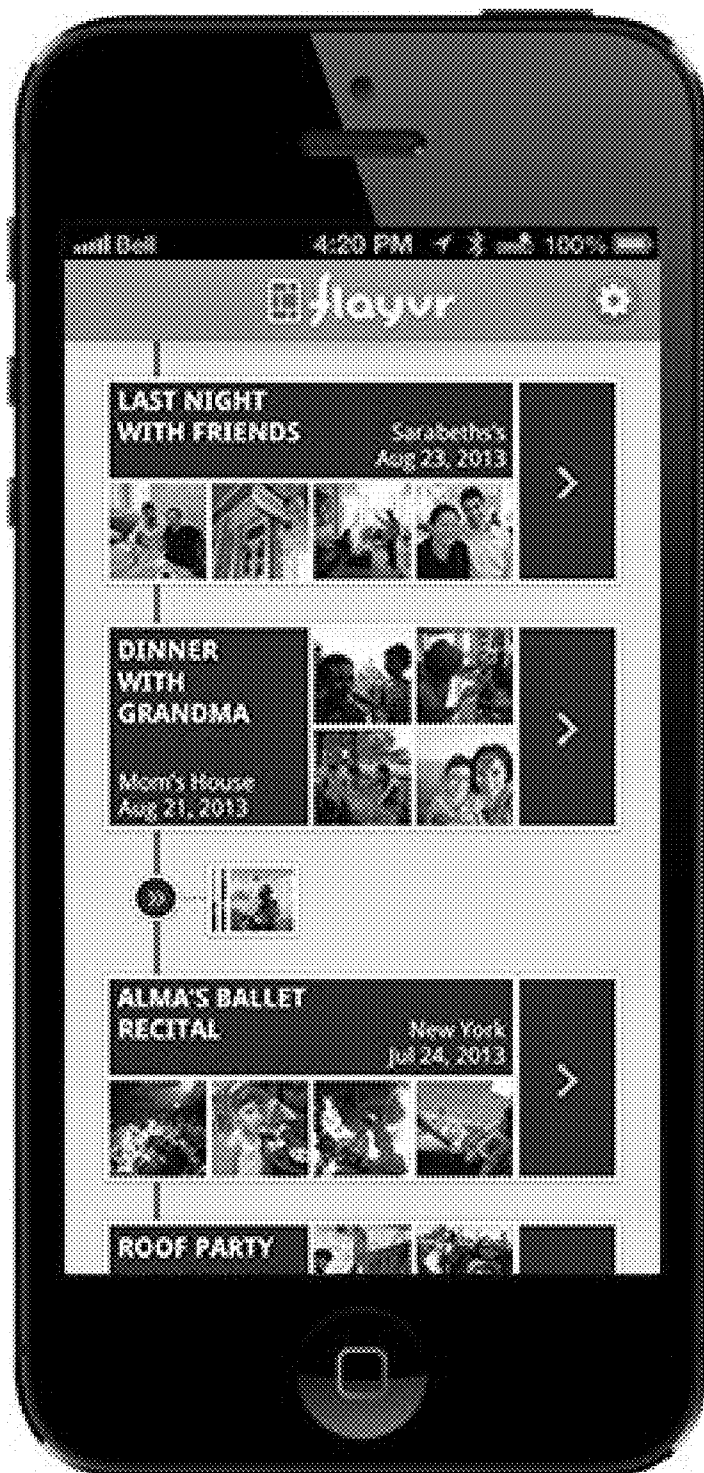 Bell 4:20 PM 100%
flayvr
LAST NIGHT
WITH FRIENDS
Sarabeths's
Aug 23, 2013
DINNER
WITH
GRANDMA
Mom's House
Aug 21, 2013
ALMA'S BALLET
RECITAL
New York
Jul 24, 2013
ROOF PARTY